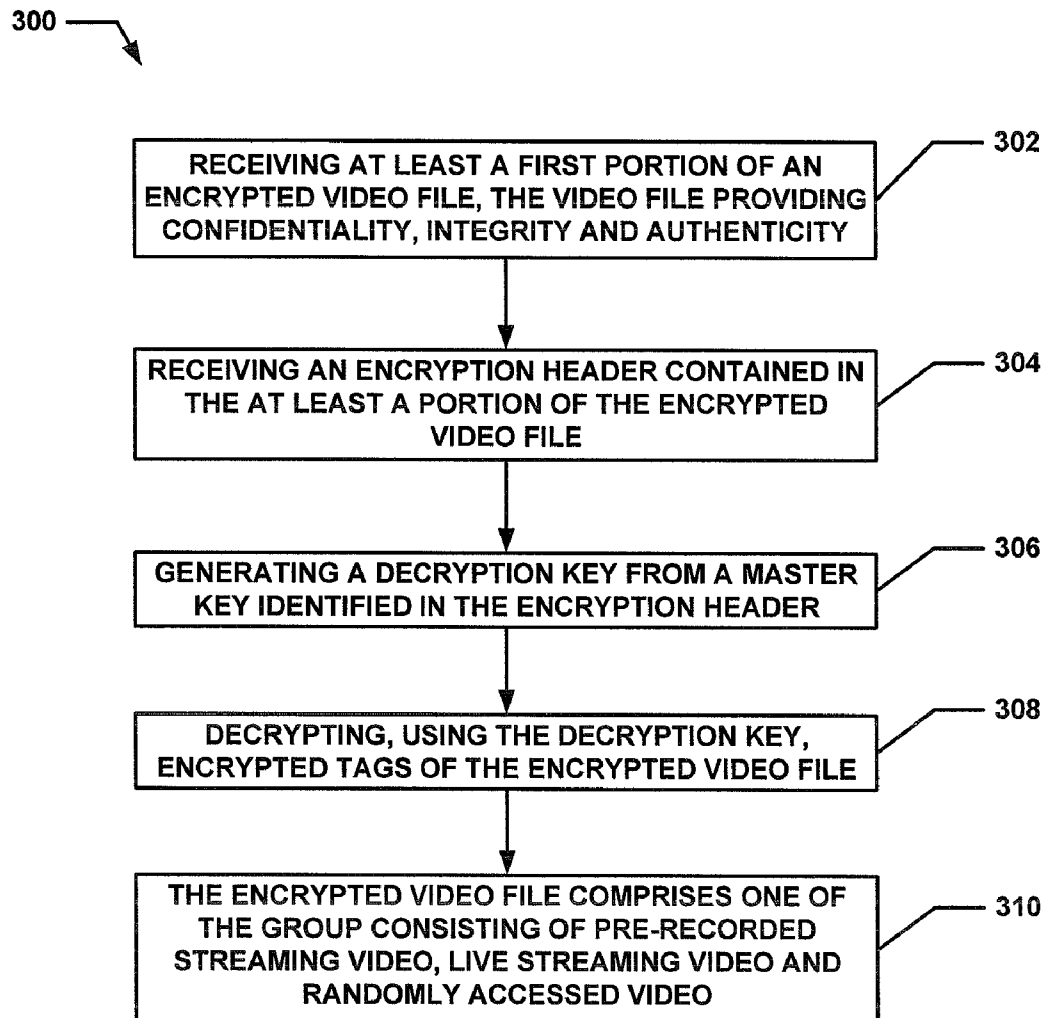 300
302
RECEIVING AT LEAST A FIRST PORTION OF AN
ENCRYPTED VIDEO FILE, THE VIDEO FILE PROVIDING
CONFIDENTIALITY, INTEGRITY AND AUTHENTICITY
304
RECEIVING AN ENCRYPTION HEADER CONTAINED IN
THE AT LEAST A PORTION OF THE ENCRYPTED
VIDEO FILE
306
GENERATING A DECRYPTION KEY FROM A MASTER
KEY IDENTIFIED IN THE ENCRYPTION HEADER
308
DECRYPTING, USING THE DECRYPTION KEY,
ENCRYPTED TAGS OF THE ENCRYPTED VIDEO FILE
310
THE ENCRYPTED VIDEO FILE COMPRISES ONE OF
THE GROUP CONSISTING OF PRE-RECORDED
STREAMING VIDEO, LIVE STREAMING VIDEO AND
RANDOMLY ACCESSED VIDEO